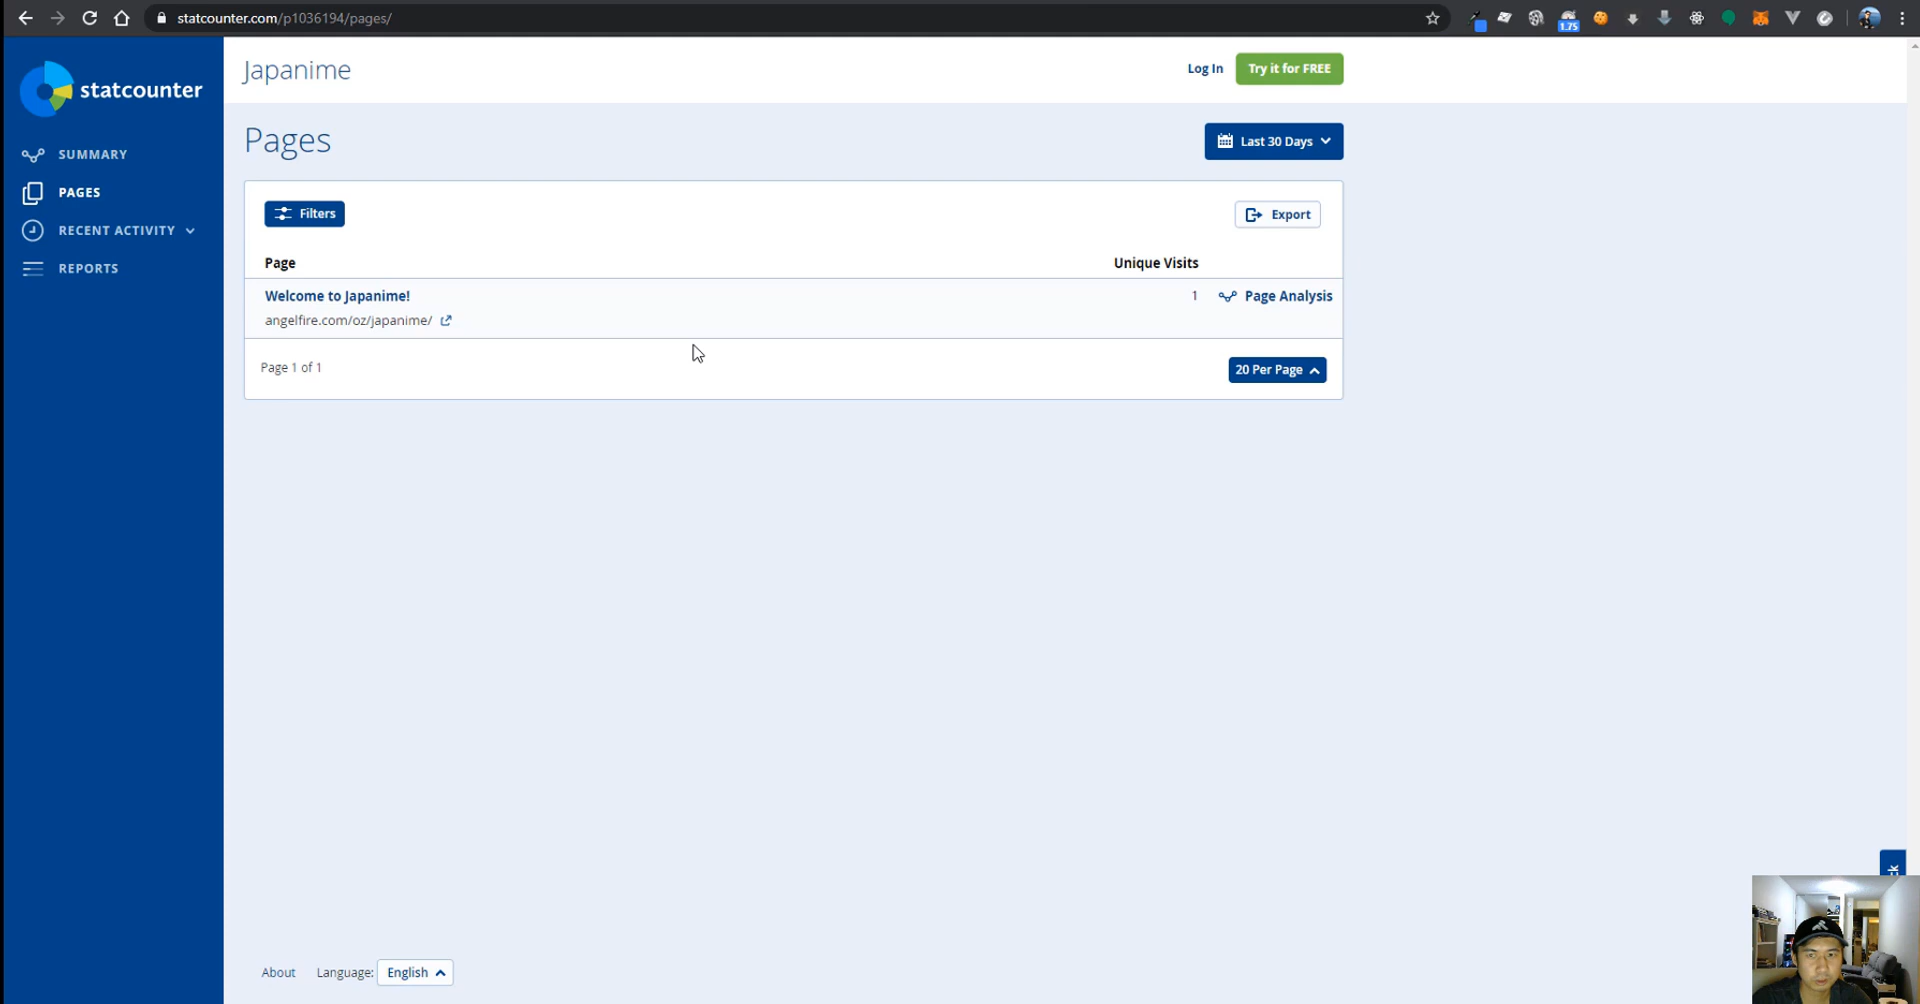 statcounter.com/p1036194/pages/
1.75
statcounter
Japanime
Log In
Try it for FREE
SUMMARY
PAGES
RECENT ACTIVITY
REPORTS
Pages
Last 30 Days
Filters
Export
Page
Unique Visits
Welcome to Japanime!
1
Page Analysis
angelfire.com/oz/japanime/
Page 1 of 1
20 Per Page
About
Language:
English